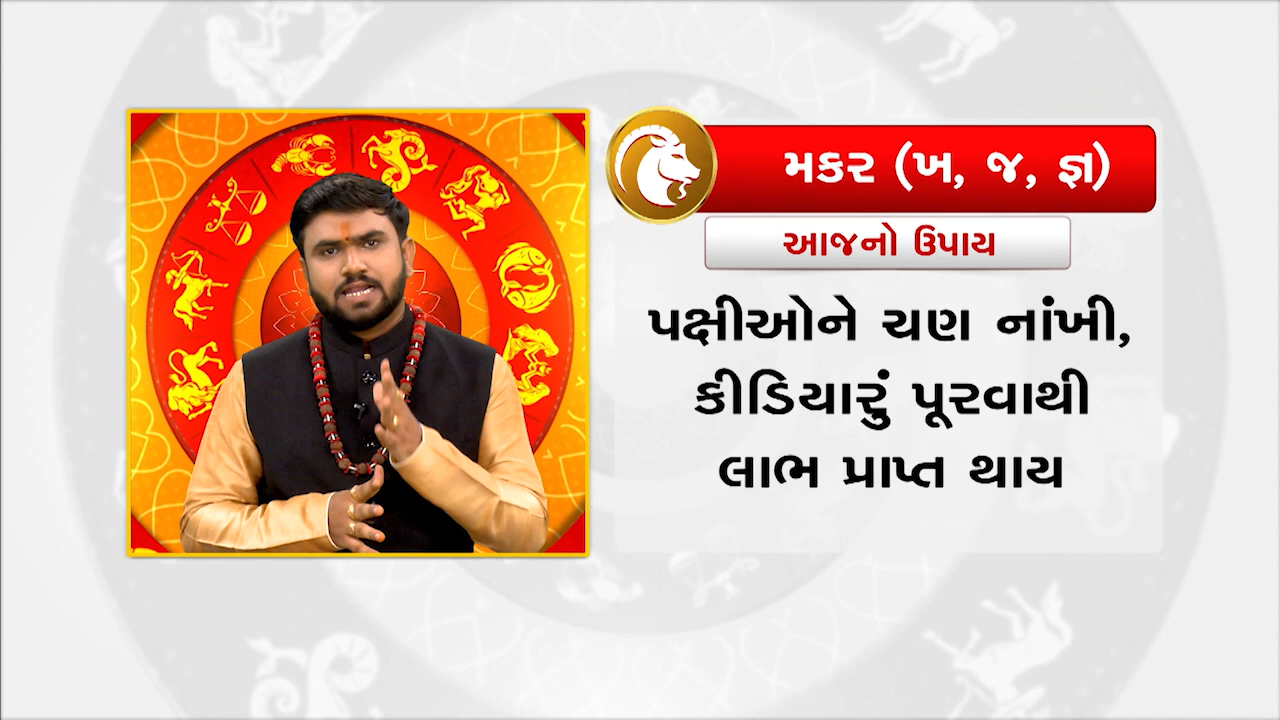 મકર (ખ, જ, જ્ઞ)
આજનો ઉપાય
પક્ષીઓને ચણ નાંખી,
કીડિયારું પૂરવાથી
લાભ પ્રાપ્ત થાય